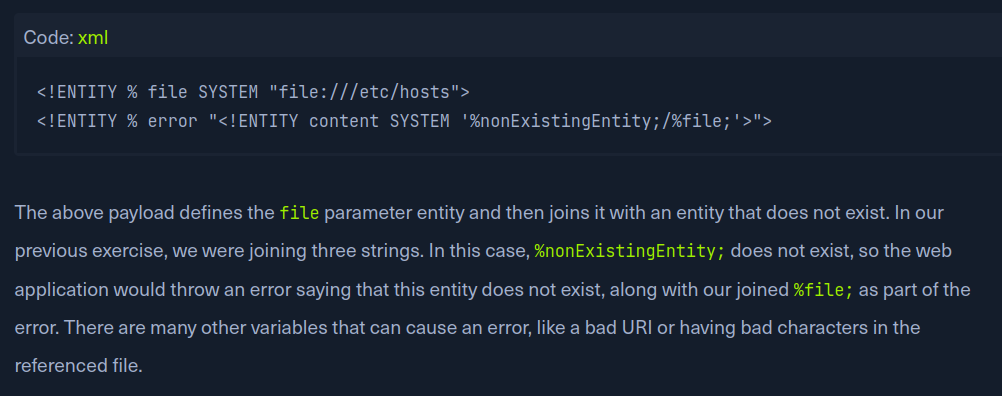 Code: xml
<!ENTITY % file SYSTEM "file:///etc/hosts">
<!ENTITY % error "<!ENTITY content SYSTEM '%nonExistingEntity;/%file;'>">
The above payload defines the file parameter entity and then joins it with an entity that does not exist. In our
previous exercise, we were joining three strings. In this case, %nonExistingEntity; does not exist, so the web
application would throw an error saying that this entity does not exist, along with our joined %file; as part of the
error. There are many other variables that can cause an error, like a bad URI or having bad characters in the
referenced file.